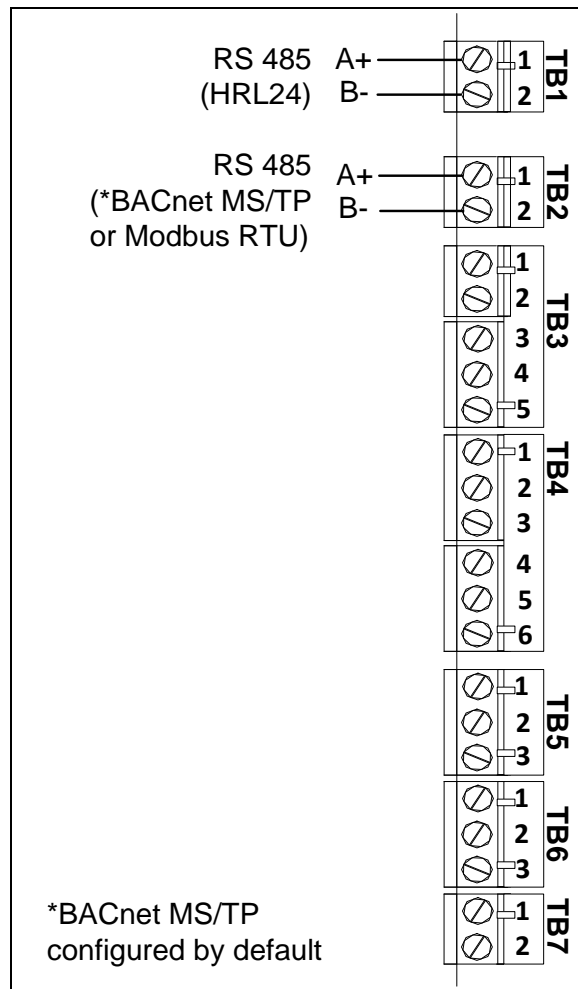 RS 485 A+ 1
(HRL24) B- 2
TB1
RS 485 A+ 1
(*BACnet MS/TP B- 2
or Modbus RTU)
TB2
1
2
3
4
5
TB3
1
2
3
4
5
6
TB4
1
2
3
TB5
1
2
3
TB6
1
2
TB7
*BACnet MS/TP
configured by default